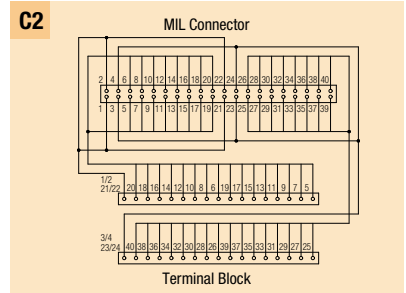 C2
MIL Connector
2 4 6 8 10 12 14 16 18 20 22 24 26 28 30 32 34 36 38 40
1 3 5 7 9 11 13 15 17 19 21 23 25 27 29 31 33 35 37 39
1/2
21/22 20 18 16 14 12 10 8 6 19 17 15 13 11 9 7 5
3/4
23/24 40 38 36 34 32 30 28 26 39 37 35 33 31 29 27 25
Terminal Block